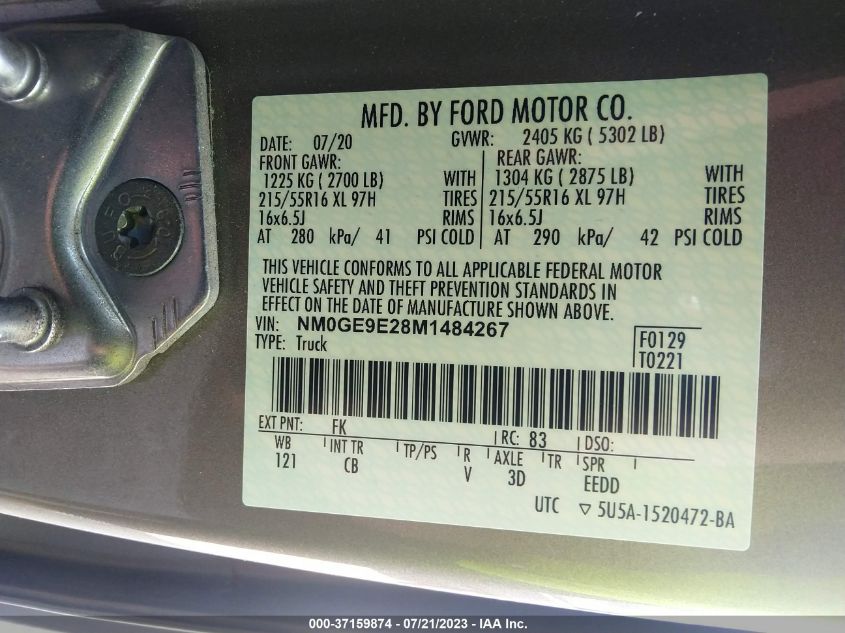 MFD. BY FORD MOTOR CO.
DATE: 07/20 GVWR: 2405 KG ( 5302 LB)
FRONT GAWR: REAR GAWR:
1225 KG ( 2700 LB) WITH 1304 KG ( 2875 LB) WITH
215/55R16 XL 97H TIRES 215/55R16 XL 97H TIRES
16x6.5J RIMS 16x6.5J RIMS
AT 280 kPa/ 41 PSI COLD AT 290 kPa/ 42 PSI COLD
THIS VEHICLE CONFORMS TO ALL APPLICABLE FEDERAL MOTOR
VEHICLE SAFETY AND THEFT PREVENTION STANDARDS IN
EFFECT ON THE DATE OF MANUFACTURE SHOWN ABOVE.
VIN: NM0GE9E28M1484267
F0129
TYPE: Truck
T0221
EXT PNT: FK RC: 83 DSO:
WB INT TR TP/PS R AXLE TR SPR
121 CB V 3D EEDD
UTC ▽ 5U5A-1520472-BA
000-37159874 / 07/21/2023 - IAA Inc.